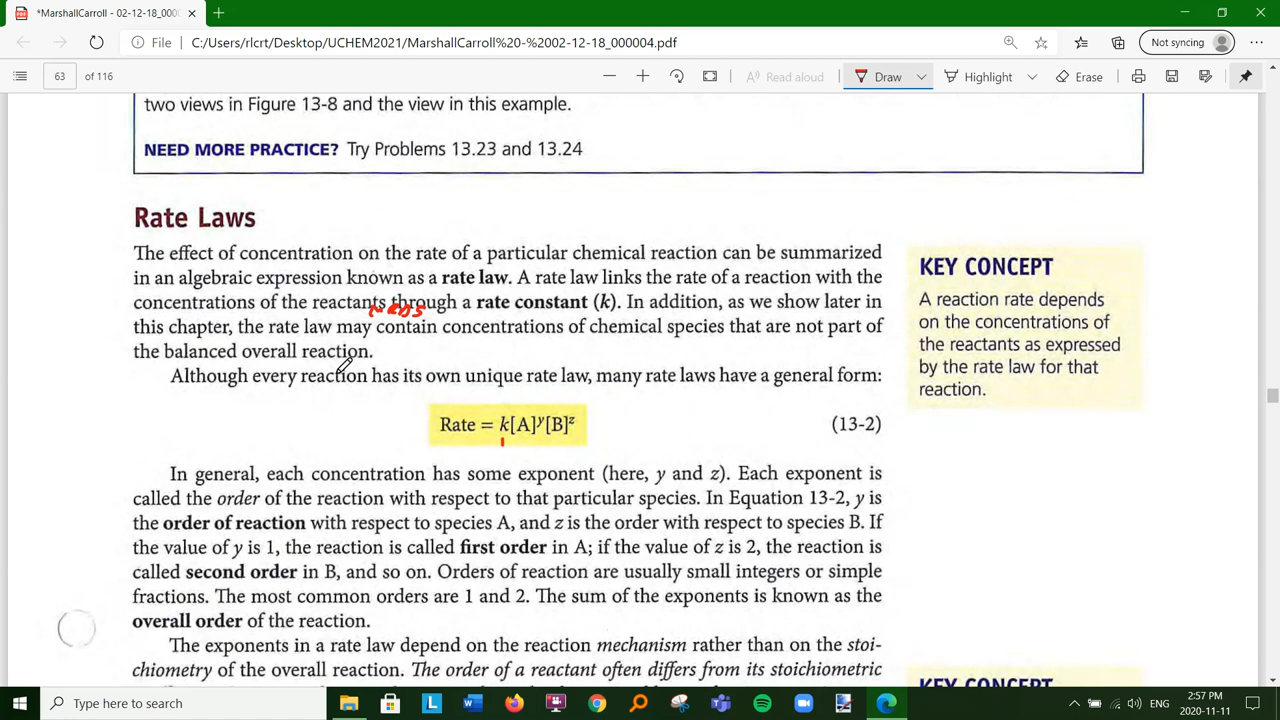 *MarshallCarroll - 02-12-18_000
File
C:/Users/rlcrt/Desktop/UCHEM2021/MarshallCarroll%20-%2002-12-18_000004.pdf
Not syncing
63 of 116
Read aloud
Draw
Highlight
Erase
two views in Figure 13-8 and the view in this example.
NEED MORE PRACTICE? Try Problems 13.23 and 13.24
Rate Laws
The effect of concentration on the rate of a particular chemical reaction can be summarized
in an algebraic expression known as a rate law. A rate law links the rate of a reaction with the
concentrations of the reactants through a rate constant (k). In addition, as we show later in
this chapter, the rate law may contain concentrations of chemical species that are not part of
the balanced overall reaction.
Although every reaction has its own unique rate law, many rate laws have a general form:
Rate = k[A]ʸ[B]ᶻ (13-2)
In general, each concentration has some exponent (here, y and z). Each exponent is
called the order of the reaction with respect to that particular species. In Equation 13-2, y is
the order of reaction with respect to species A, and z is the order with respect to species B. If
the value of y is 1, the reaction is called first order in A; if the value of z is 2, the reaction is
called second order in B, and so on. Orders of reaction are usually small integers or simple
fractions. The most common orders are 1 and 2. The sum of the exponents is known as the
overall order of the reaction.
The exponents in a rate law depend on the reaction mechanism rather than on the stoi-
chiometry of the overall reaction. The order of a reactant often differs from its stoichiometric
KEY CONCEPT
A reaction rate depends
on the concentrations of
the reactants as expressed
by the rate law for that
reaction.
KEY CONCEPT
Type here to search
ENG
2:57 PM
2020-11-11